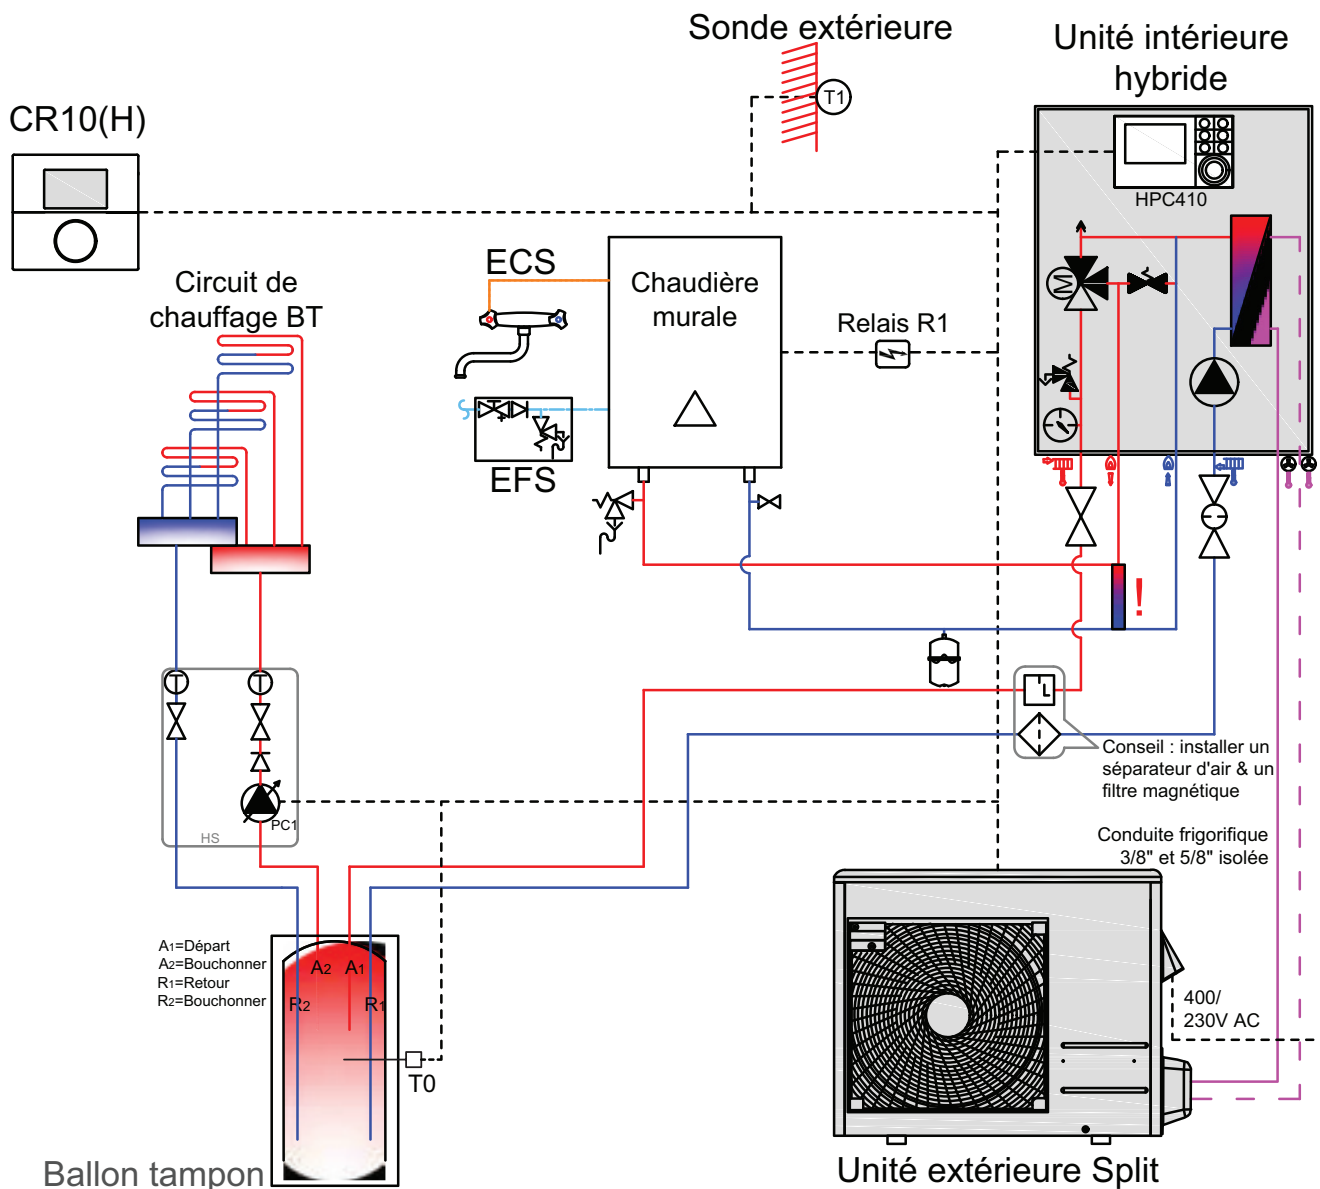 Sonde extérieure
Unité intérieure
hybride
T1
CR10(H)
HPC410
M
ECS
Chaudière
murale
Circuit de
chauffage BT
Relais R1
EFS
!
T
T
L
Conseil : installer un
séparateur d'air & un
filtre magnétique
PC1
HS
Conduite frigorifique
3/8" et 5/8" isolée
A1=Départ
A2=Bouchonner
R1=Retour
R2=Bouchonner
A2
A1
R2
R1
400/
230V AC
T0
Ballon tampon
Unité extérieure Split